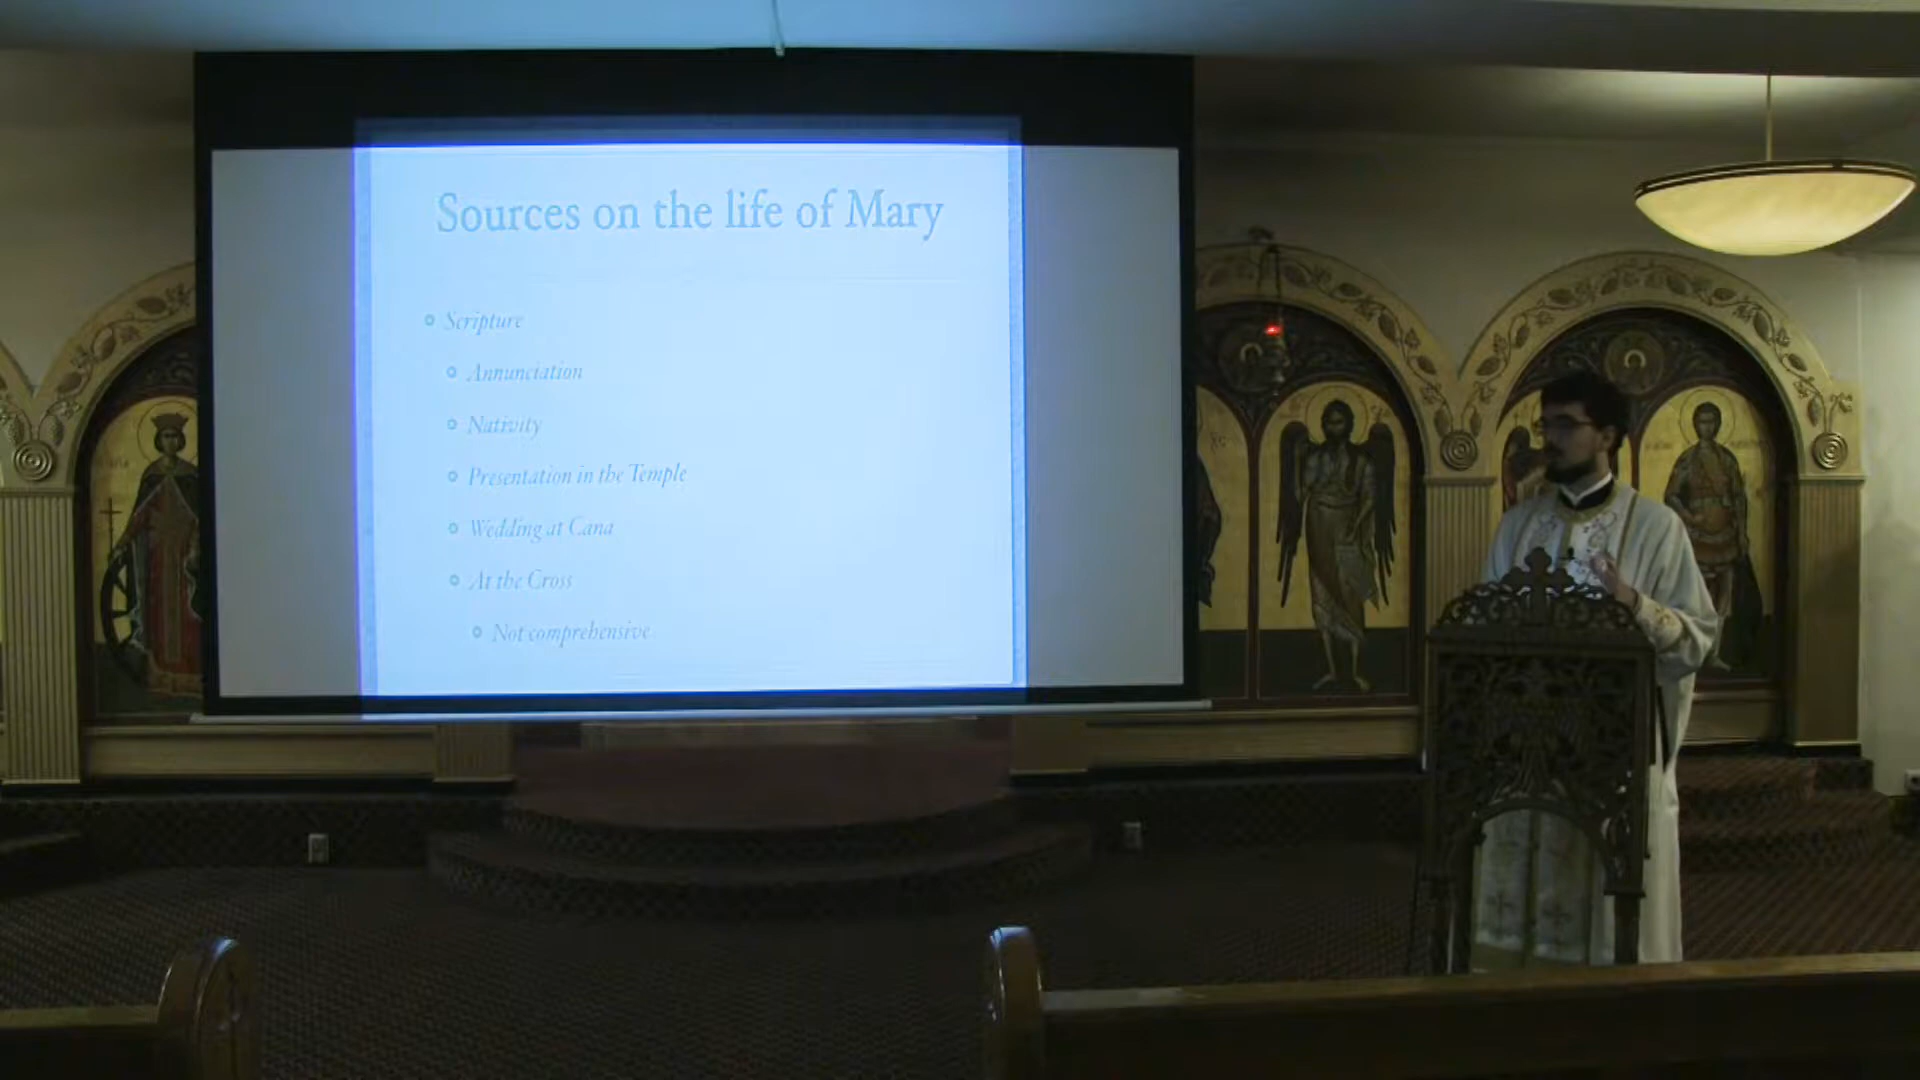 Sources on the life of Mary
Scripture
Annunciation
Nativity
Presentation in the Temple
Wedding at Cana
At the Cross
Not comprehensive